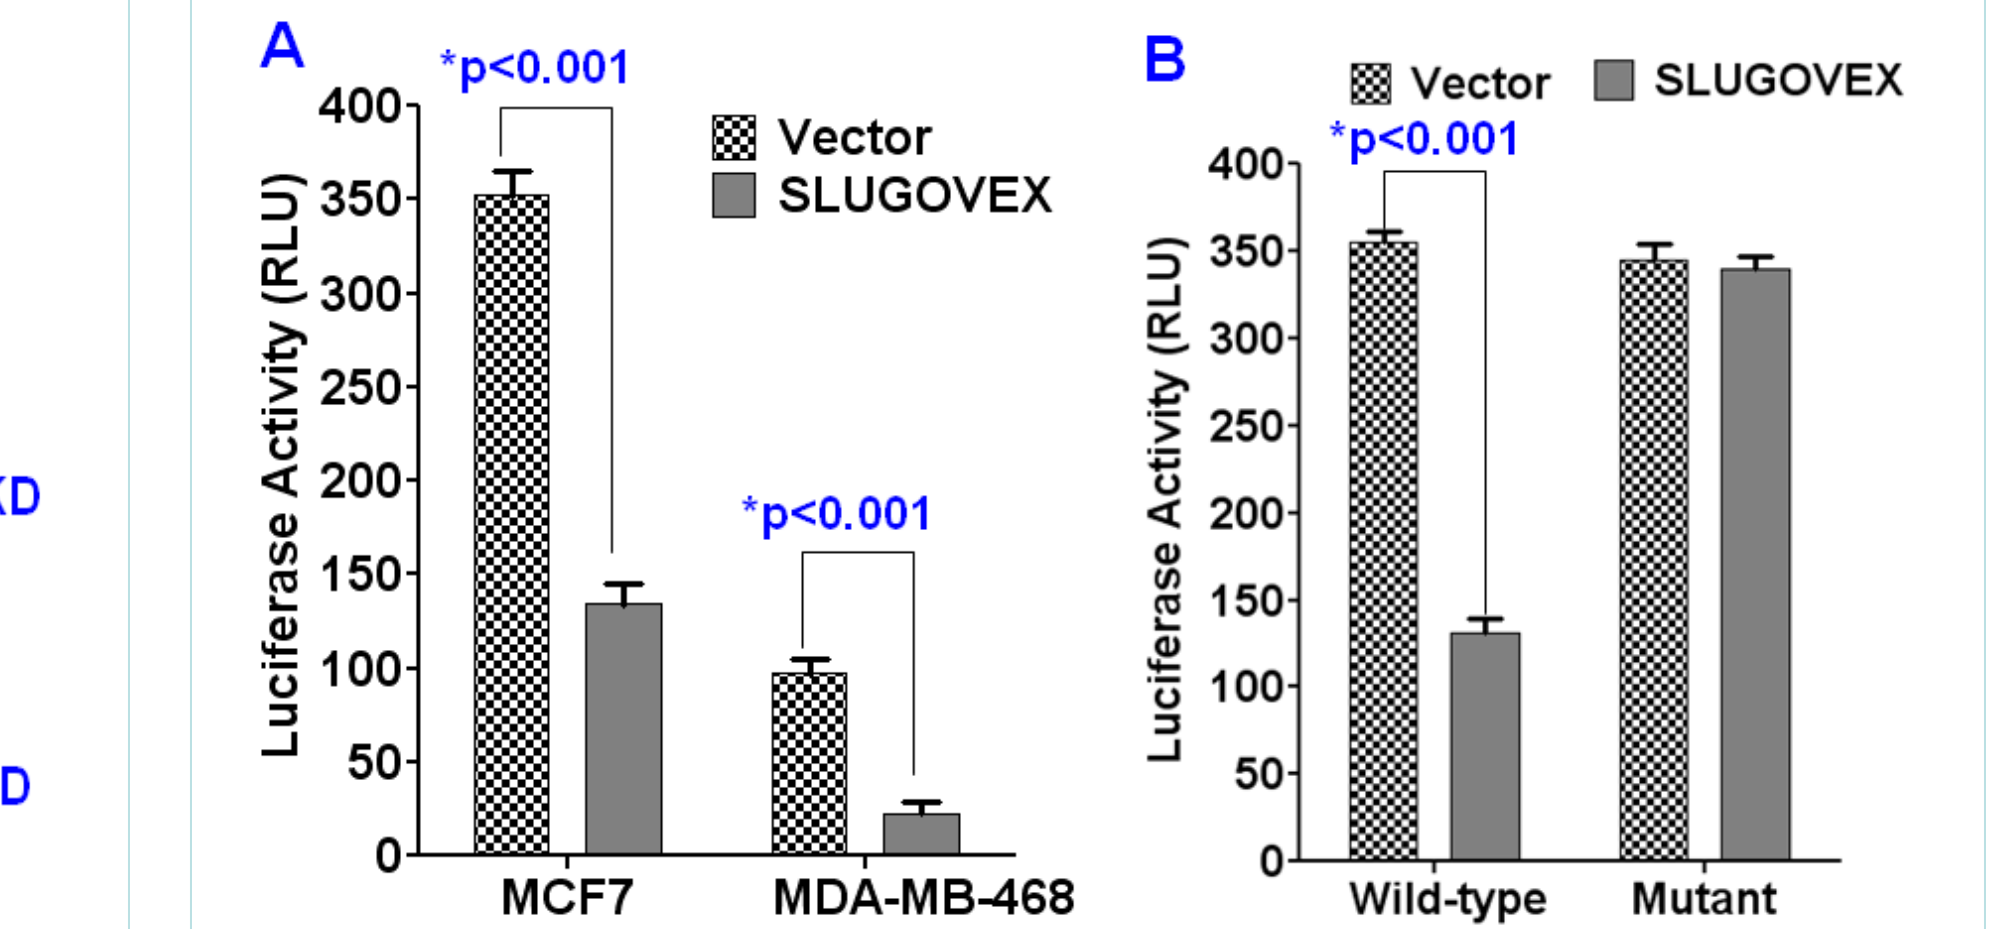 A
*p<0.001
400
350
300
250
200
150
100
50
0
Luciferase Activity (RLU)
Vector
SLUGOVEX
*p<0.001
MCF7
MDA-MB-468
B
Vector
SLUGOVEX
*p<0.001
400
350
300
250
200
150
100
50
0
Luciferase Activity (RLU)
Wild-type
Mutant
D